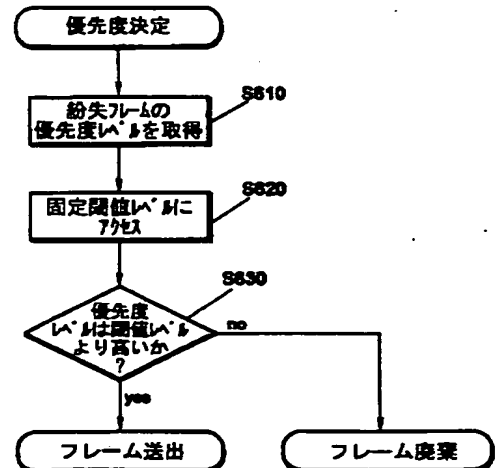 優先度決定
S610
紛失フレームの
優先度レベルを取得
S620
固定閾値レベルに
アクセス
S630
優先度
レベルは閾値レベル
より高いか
?
no
yes
フレーム送出
フレーム廃棄